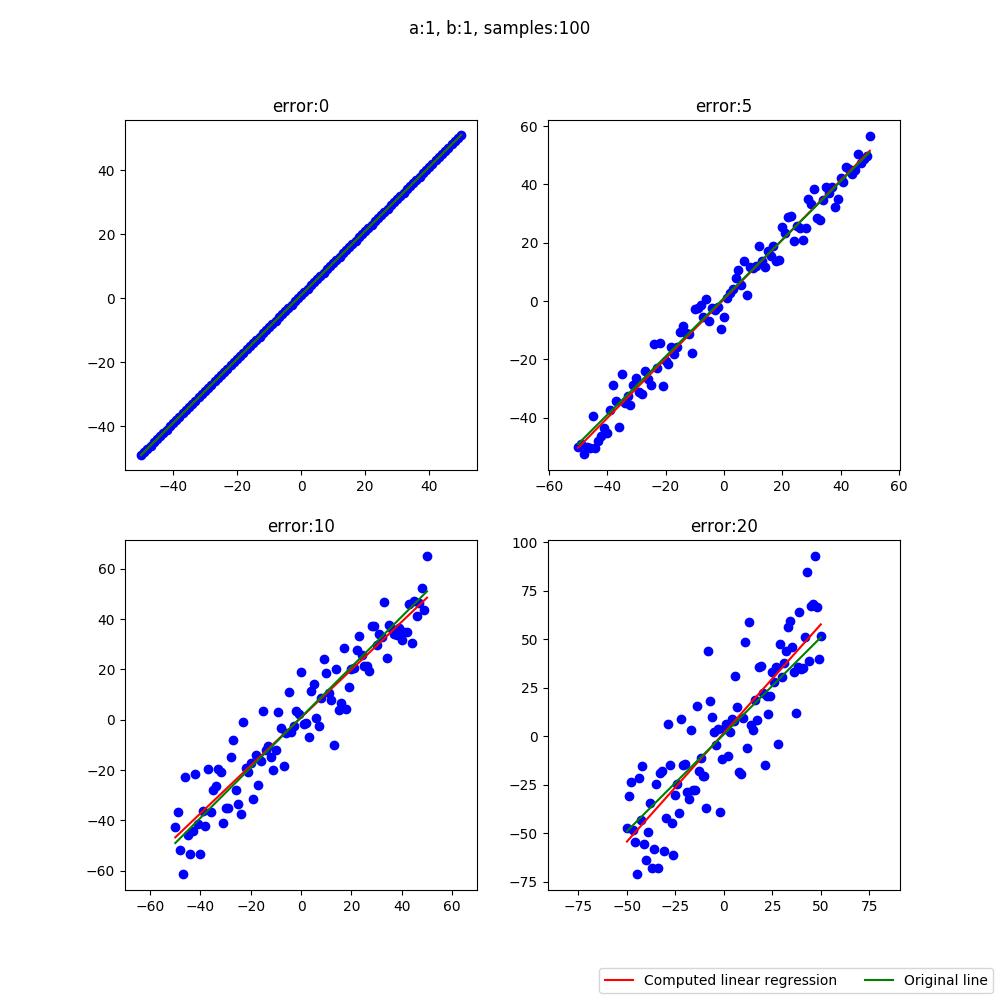 a:1, b:1, samples:100
error:0
40
20
0
−20
−40
−40 −20 0 20 40
error:5
60
40
20
0
−20
−40
−60 −40 −20 0 20 40 60
error:10
60
40
20
0
−20
−40
−60
−60 −40 −20 0 20 40 60
error:20
100
75
50
25
0
−25
−50
−75
−75 −50 −25 0 25 50 75
Computed linear regression Original line